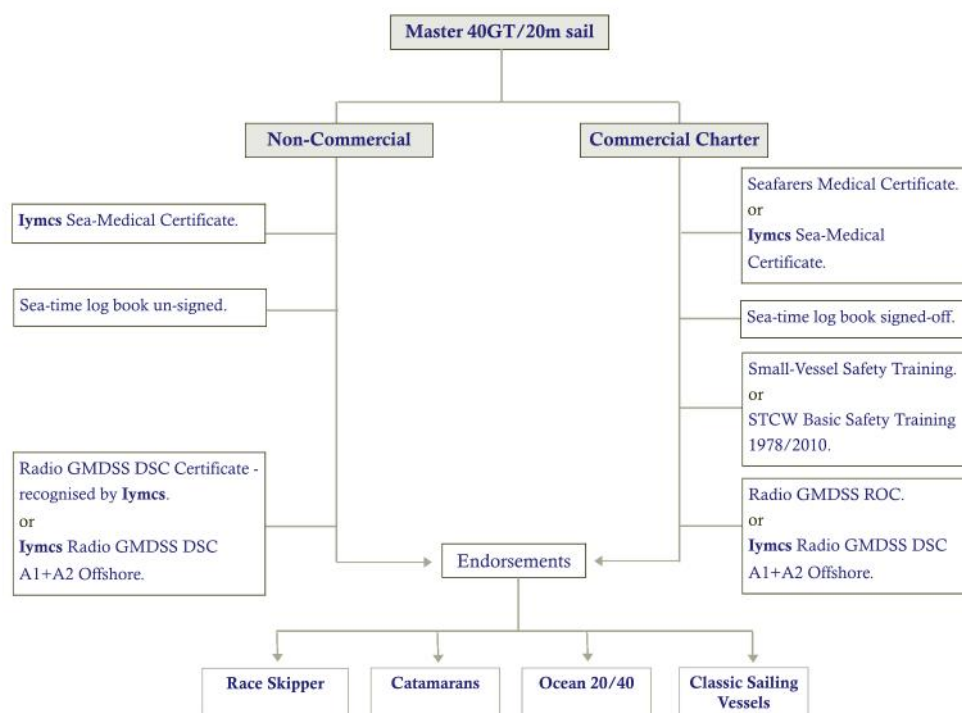 Master 40GT/20m sail
Non-Commercial
Commercial Charter
Iymcs Sea-Medical Certificate.
Seafarers Medical Certificate.
or
Iymcs Sea-Medical
Certificate.
Sea-time log book un-signed.
Sea-time log book signed-off.
Small-Vessel Safety Training.
or
STCW Basic Safety Training
1978/2010.
Radio GMDSS DSC Certificate -
recognised by Iymcs.
or
Iymcs Radio GMDSS DSC
A1+A2 Offshore.
Radio GMDSS ROC.
or
Iymcs Radio GMDSS DSC
A1+A2 Offshore.
Endorsements
Race Skipper
Catamarans
Ocean 20/40
Classic Sailing
Vessels